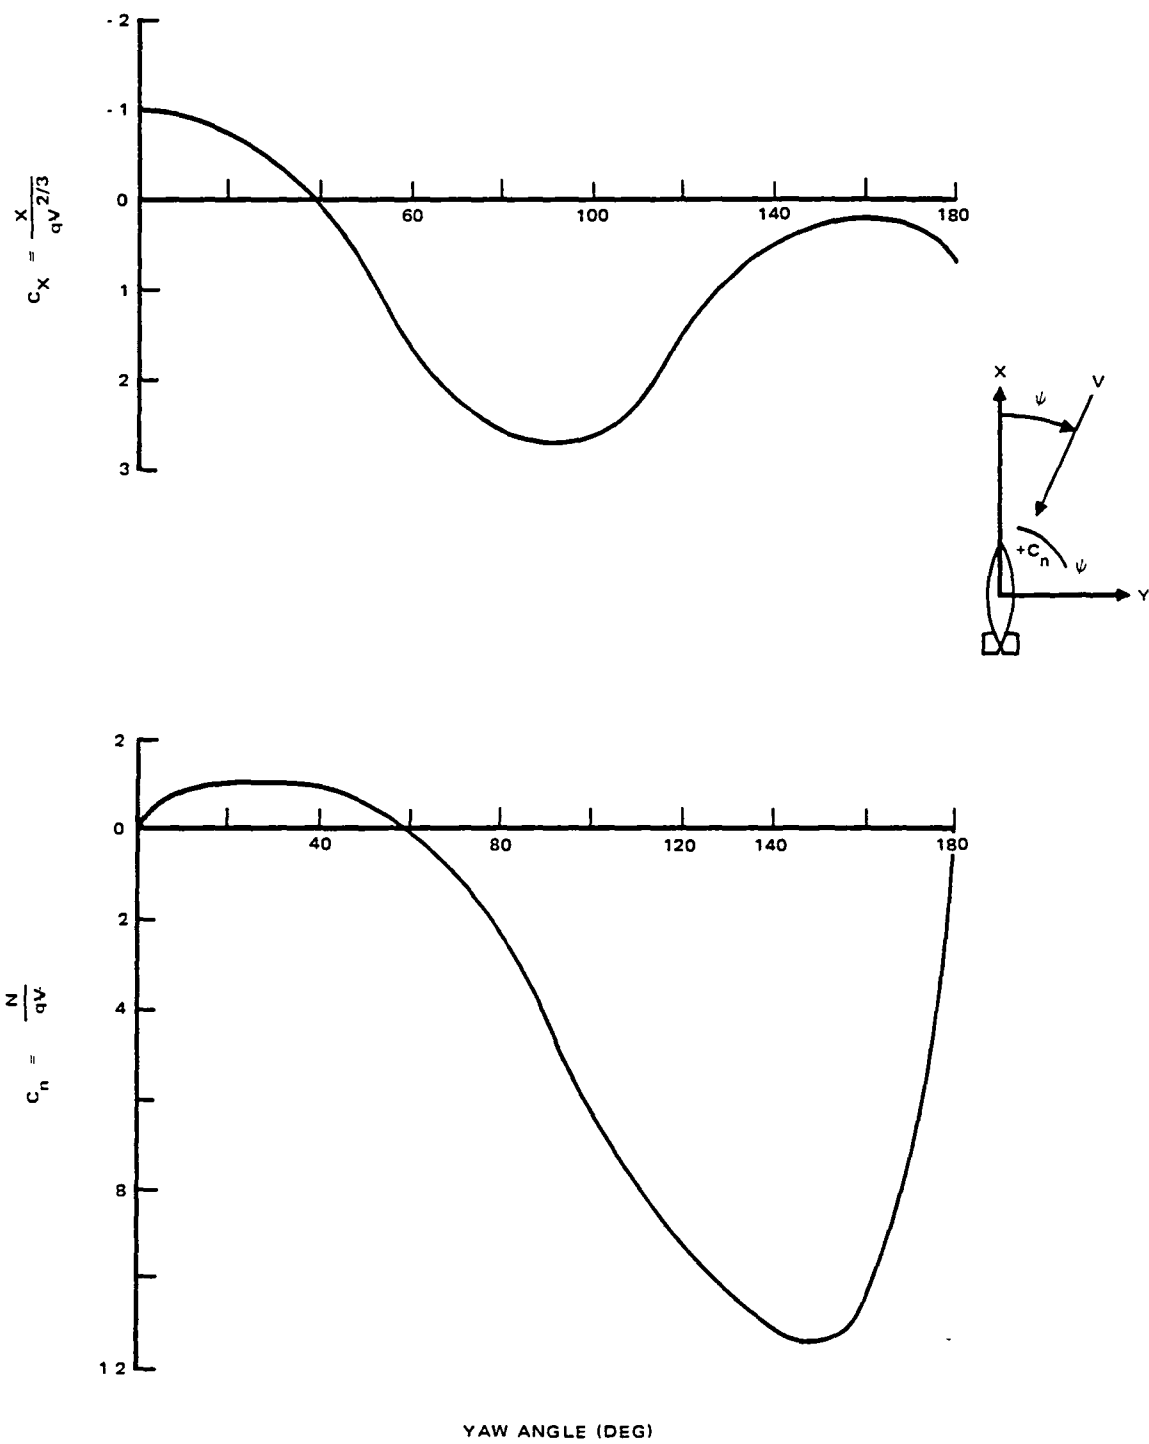 - 2
- 1
0
1
2
3
60
100
140
180
C_X = X / qV^2/3
X
ψ
V
+C_n
ψ
Y
2
0
2
4
8
12
40
80
120
140
180
C_n = N / qV
YAW ANGLE (DEG)